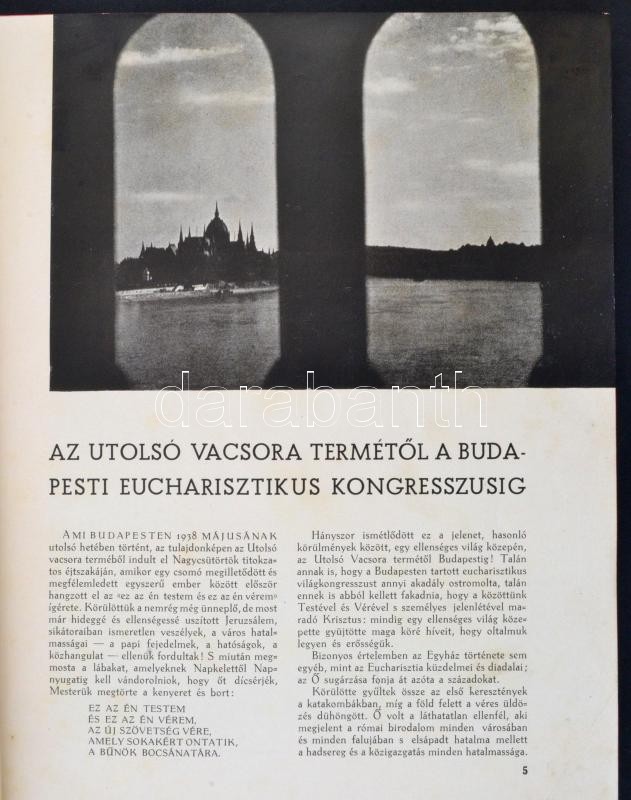 darabanth
AZ UTOLSÓ VACSORA TERMÉTŐL A BUDA-
PESTI EUCHARISZTIKUS KONGRESSZUSIG
AMI BUDAPESTEN 1938 MÁJUSÁNAK
utolsó hetében történt, az tulajdonképen az Utolsó
vacsora terméből indult el Nagycsütörtök titokza-
tos éjtszakáján, amikor egy csomó megilletődött és
megfélemledett egyszerű ember között először
hangzott el az «ez az én testem és ez az én vérem»
ígérete. Körülöttük a nemrég még ünneplő, de most
már hideggé és ellenségessé uszított Jeruzsálem,
sikátoraiban ismeretlen veszélyek, a város hatal-
masságai — a papi fejedelmek, a hatóságok, a
közhangulat — ellenük fordultak! S miután meg-
mosta a lábakat, amelyeknek Napkelettől Nap-
nyugatig kell vándorolniok, hogy őt dícsérjék,
Mesterük megtörte a kenyeret és bort:
EZ AZ ÉN TESTEM
ÉS EZ AZ ÉN VÉREM,
AZ ÚJ SZÖVETSÉG VÉRE,
AMELY SOKAKÉRT ONTATIK,
A BŰNÖK BOCSÁNATÁRA.
Hányszor ismétlődött ez a jelenet, hasonló
körülmények között, egy ellenséges világ közepén,
az Utolsó Vacsora termétől Budapestig! Talán
annak is, hogy a Budapesten tartott eucharisztikus
világkongresszust annyi akadály ostromolta, talán
ennek is abból kellett fakadnia, hogy a közöttünk
Testével és Vérével s személyes jelenlétével ma-
radó Krisztus: mindig egy ellenséges világköze-
pette gyüjtötte maga köré híveit, hogy oltalmuk
legyen és erősségük.
Bizonyos értelemben az Egyház története sem
egyéb, mint az Eucharisztia küzdelmei és diadalai;
az Ő sugárzása fonja át azóta a századokat.
Körülötte gyűltek össze az első keresztények
a katakombákban, míg a föld felett a véres üldö-
zés dühöngött. Ő volt a láthatatlan ellenfél, aki
megjelent a római birodalom minden városában
és minden falujában s elsápadt hatalma mellett
a hadsereg és a közigazgatás minden hatalmassága.
5